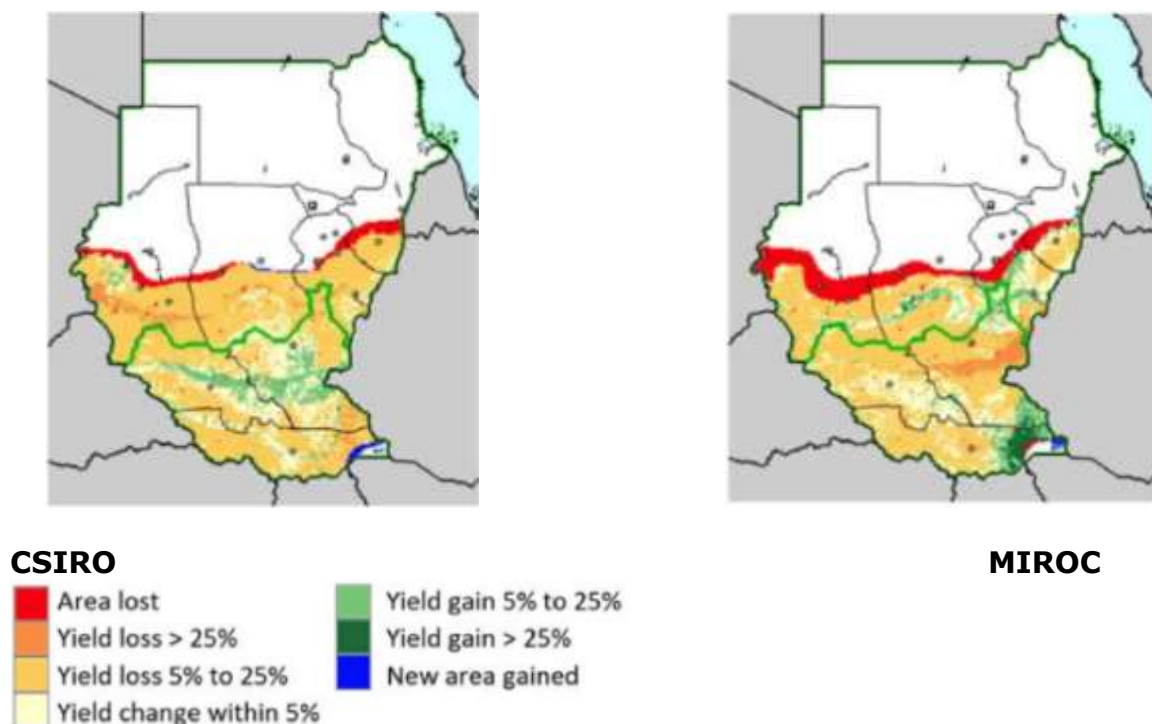 CSIRO
MIROC
Area lost
Yield loss > 25%
Yield loss 5% to 25%
Yield change within 5%
Yield gain 5% to 25%
Yield gain > 25%
New area gained